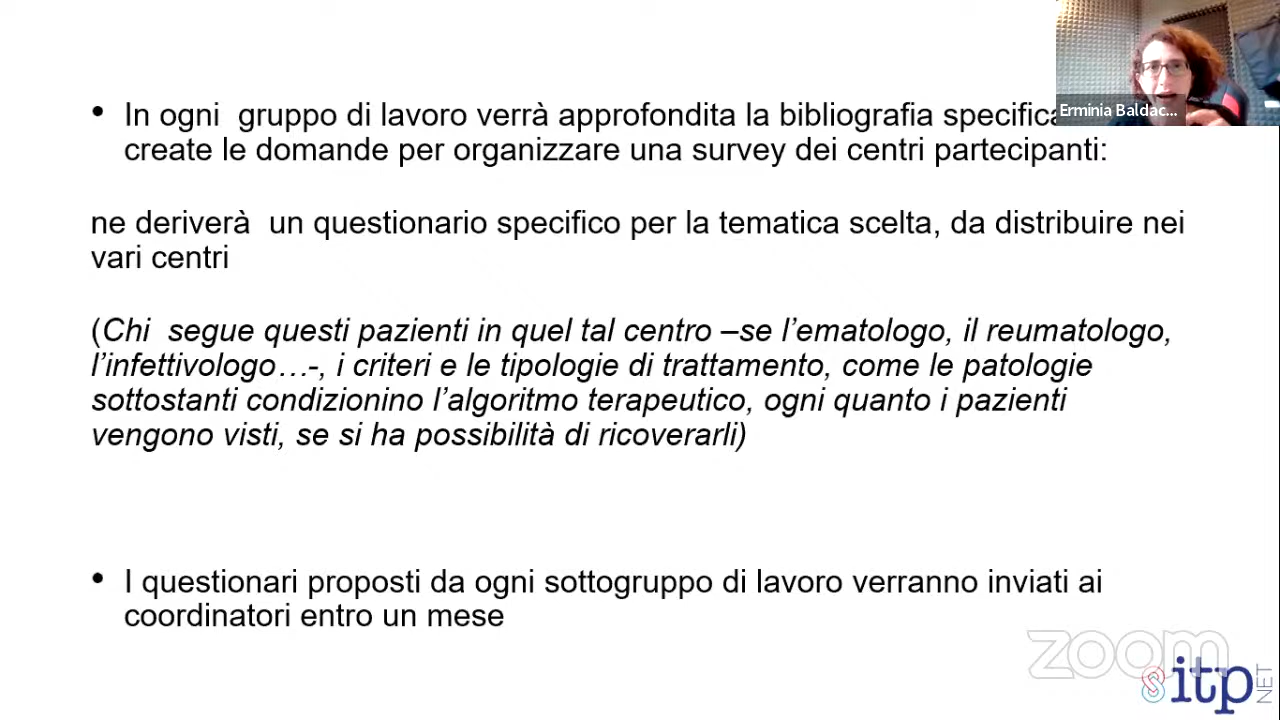 In ogni gruppo di lavoro verrà approfondita la bibliografia specifica
create le domande per organizzare una survey dei centri partecipanti:
ne deriverà un questionario specifico per la tematica scelta, da distribuire nei
vari centri
(Chi segue questi pazienti in quel tal centro –se l’ematologo, il reumatologo,
l’infettivologo…-, i criteri e le tipologie di trattamento, come le patologie
sottostanti condizionino l’algoritmo terapeutico, ogni quanto i pazienti
vengono visti, se si ha possibilità di ricoverarli)
I questionari proposti da ogni sottogruppo di lavoro verranno inviati ai
coordinatori entro un mese
Erminia Baldac...
zoom
sitp
NET